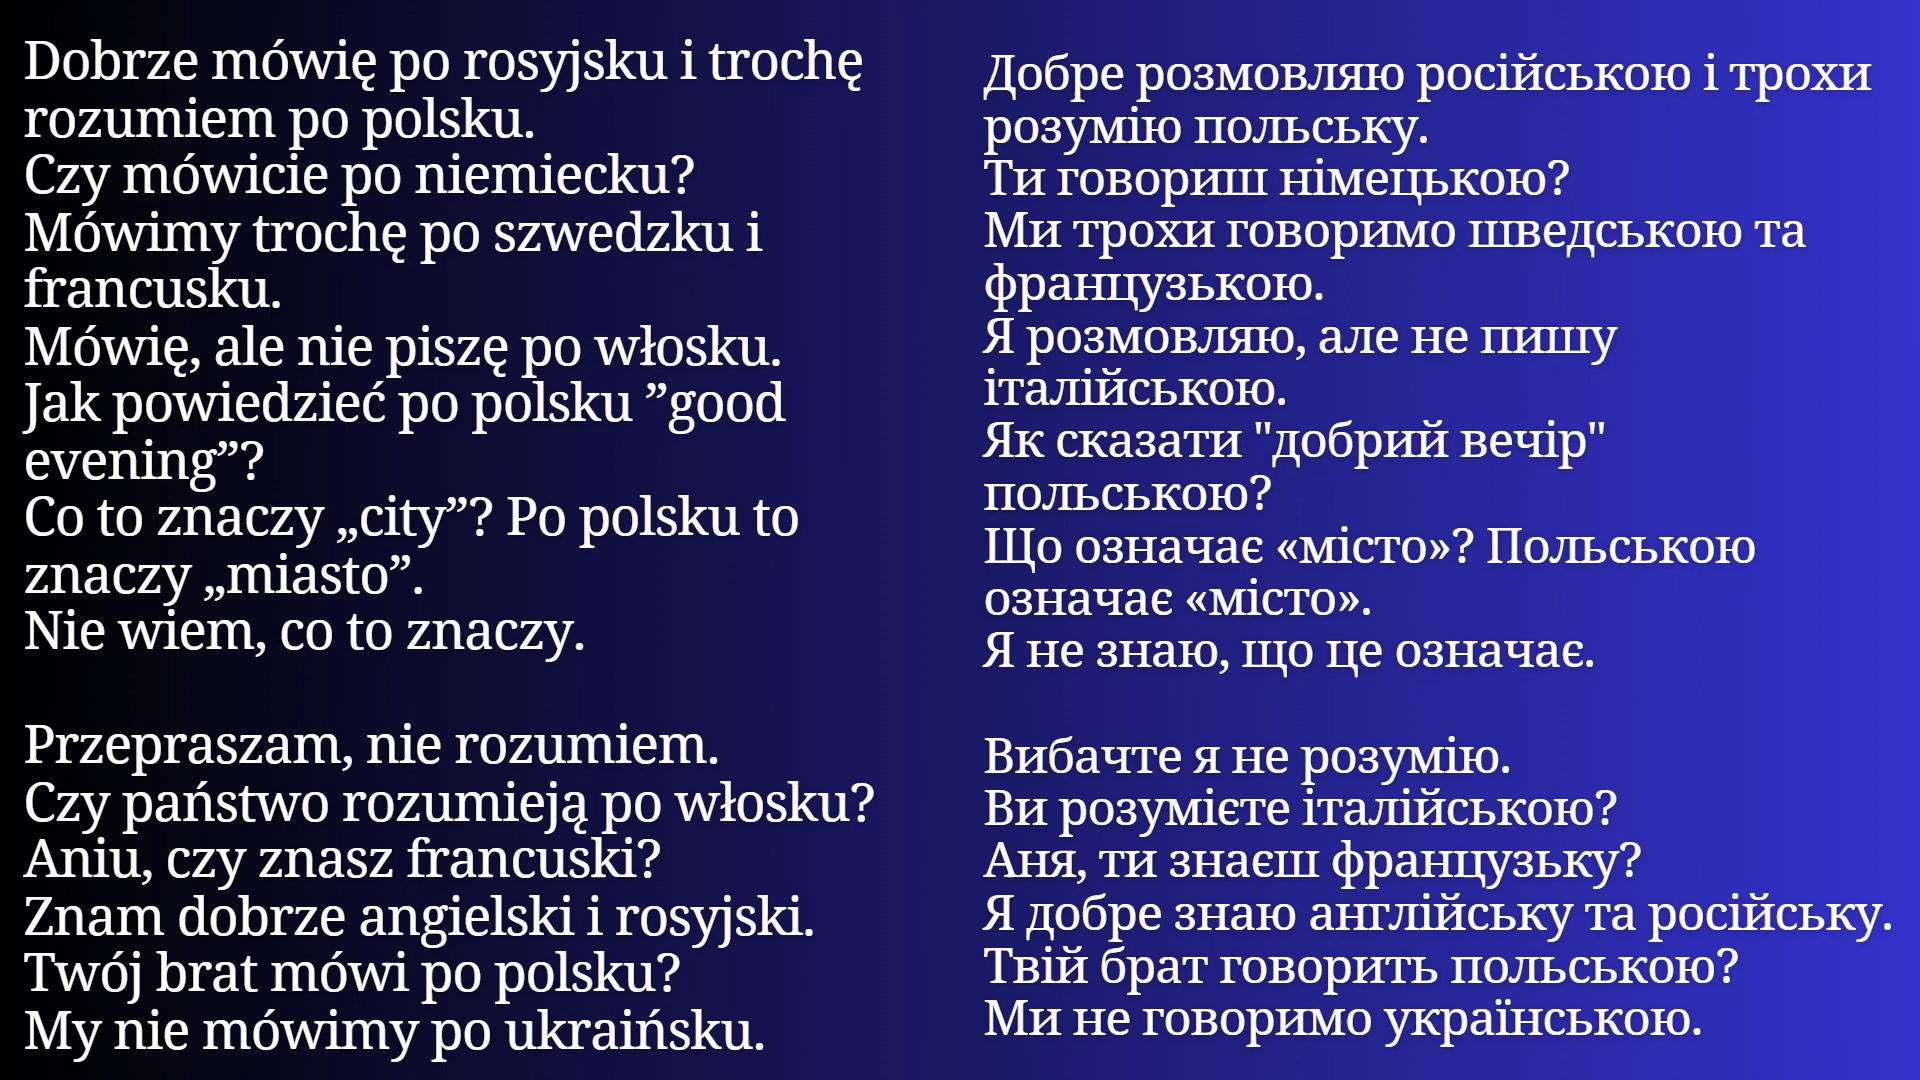 Dobrze mówię po rosyjsku i trochę
rozumiem po polsku.
Czy mówicie po niemiecku?
Mówimy trochę po szwedzku i
francusku.
Mówię, ale nie piszę po włosku.
Jak powiedzieć po polsku ”good
evening”?
Co to znaczy „city”? Po polsku to
znaczy „miasto”.
Nie wiem, co to znaczy.
Przepraszam, nie rozumiem.
Czy państwo rozumieją po włosku?
Aniu, czy znasz francuski?
Znam dobrze angielski i rosyjski.
Twój brat mówi po polsku?
My nie mówimy po ukraińsku.
Добре розмовляю російською і трохи
розумію польську.
Ти говориш німецькою?
Ми трохи говоримо шведською та
французькою.
Я розмовляю, але не пишу
італійською.
Як сказати "добрий вечір"
польською?
Що означає «місто»? Польською
означає «місто».
Я не знаю, що це означає.
Вибачте я не розумію.
Ви розумієте італійською?
Аня, ти знаєш французьку?
Я добре знаю англійську та російську.
Твій брат говорить польською?
Ми не говоримо українською.